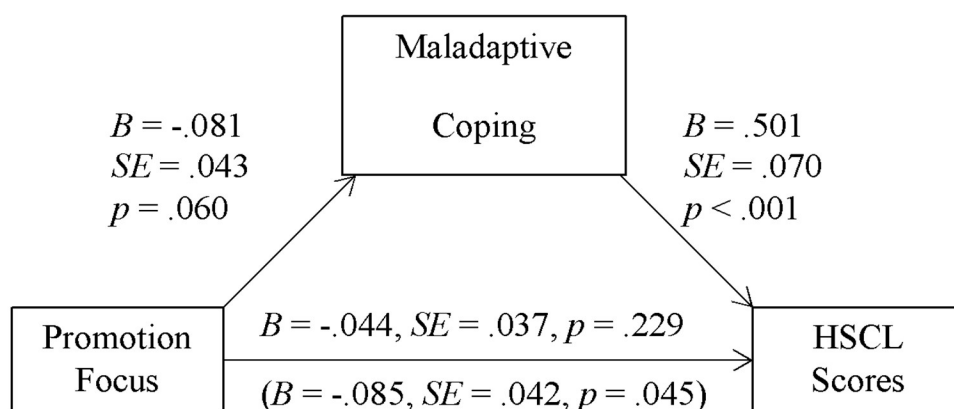 Maladaptive
Coping
B = -.081
SE = .043
p = .060
B = .501
SE = .070
p < .001
Promotion
Focus
B = -.044, SE = .037, p = .229
(B = -.085, SE = .042, p = .045)
HSCL
Scores